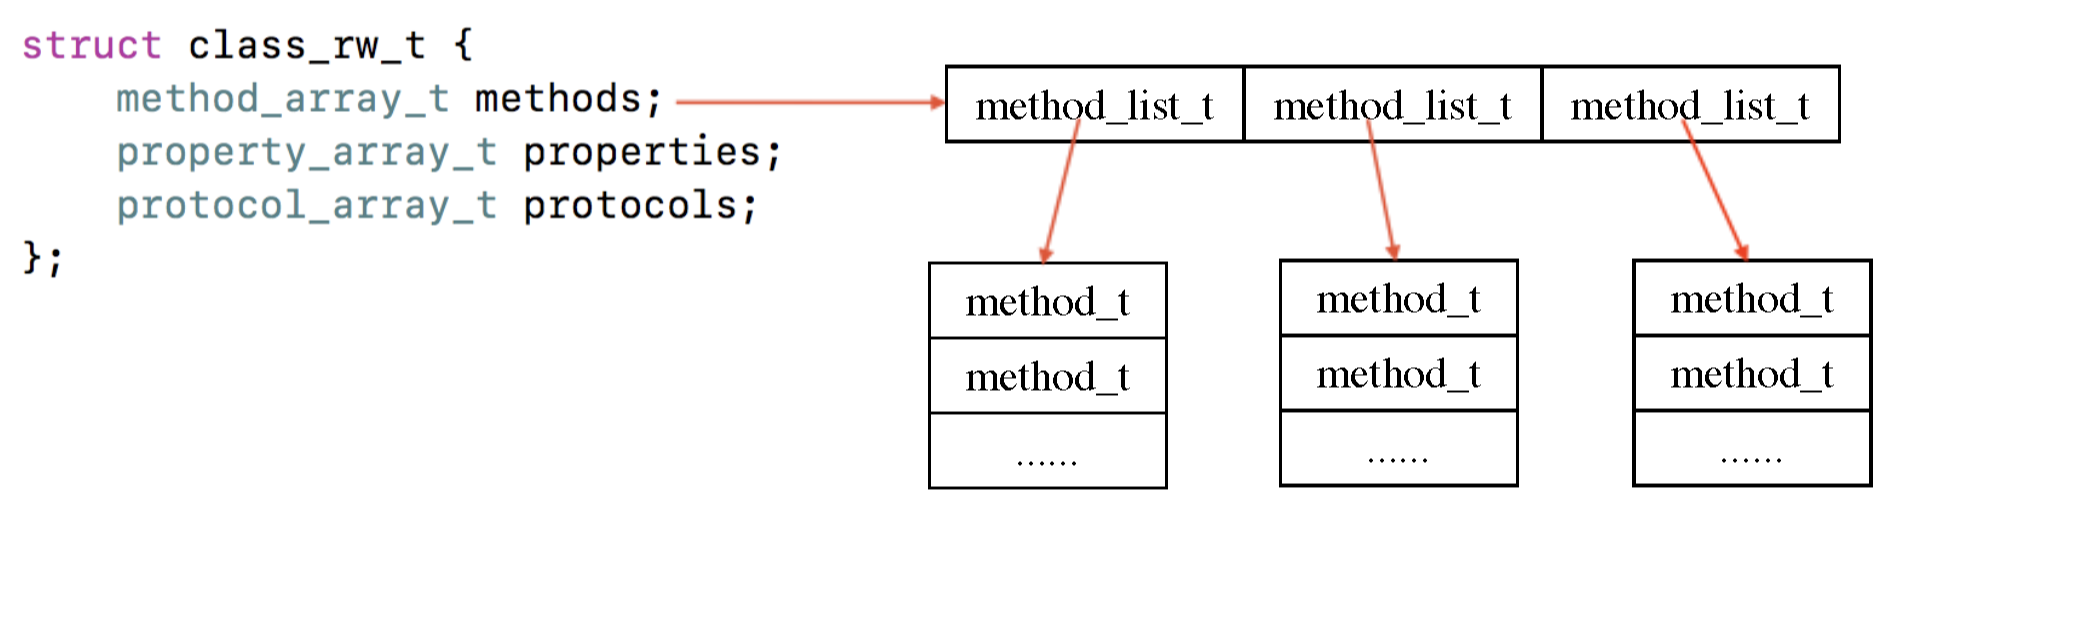 struct class_rw_t {
    method_array_t methods;
    property_array_t properties;
    protocol_array_t protocols;
};
method_list_t method_list_t method_list_t
method_t method_t method_t
method_t method_t method_t
...... ...... ......